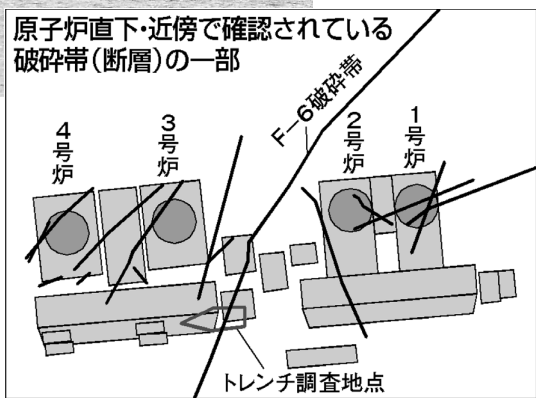 原子炉直下・近傍で確認されている
破砕帯(断層)の一部
F－6破砕帯
4号炉
3号炉
2号炉
1号炉
トレンチ調査地点